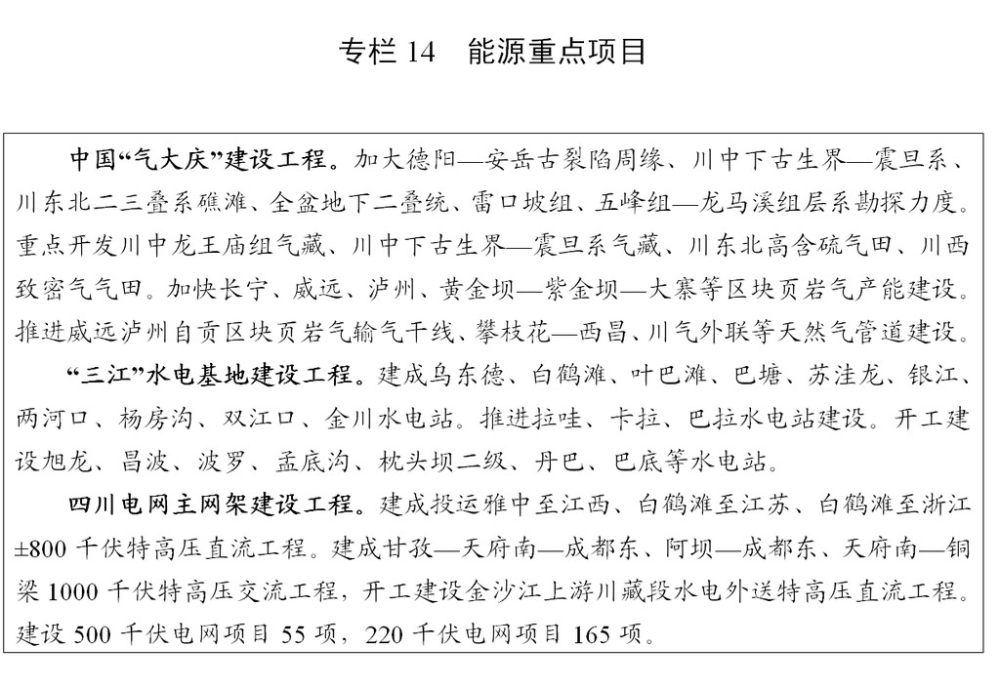 专栏 14 能源重点项目
中国“气大庆”建设工程。加大德阳—安岳古裂陷周缘、川中下古生界—震旦系、
川东北二三叠系礁滩、全盆地下二叠统、雷口坡组、五峰组—龙马溪组层系勘探力度。
重点开发川中龙王庙组气藏、川中下古生界—震旦系气藏、川东北高含硫气田、川西
致密气气田。加快长宁、威远、泸州、黄金坝—紫金坝—大寨等区块页岩气产能建设。
推进威远泸州自贡区块页岩气输气干线、攀枝花—西昌、川气外联等天然气管道建设。
“三江”水电基地建设工程。建成乌东德、白鹤滩、叶巴滩、巴塘、苏洼龙、银江、
两河口、杨房沟、双江口、金川水电站。推进拉哇、卡拉、巴拉水电站建设。开工建
设旭龙、昌波、波罗、孟底沟、枕头坝二级、丹巴、巴底等水电站。
四川电网主网架建设工程。建成投运雅中至江西、白鹤滩至江苏、白鹤滩至浙江
±800 千伏特高压直流工程。建成甘孜—天府南—成都东、阿坝—成都东、天府南—铜
梁 1000 千伏特高压交流工程，开工建设金沙江上游川藏段水电外送特高压直流工程。
建设 500 千伏电网项目 55 项，220 千伏电网项目 165 项。